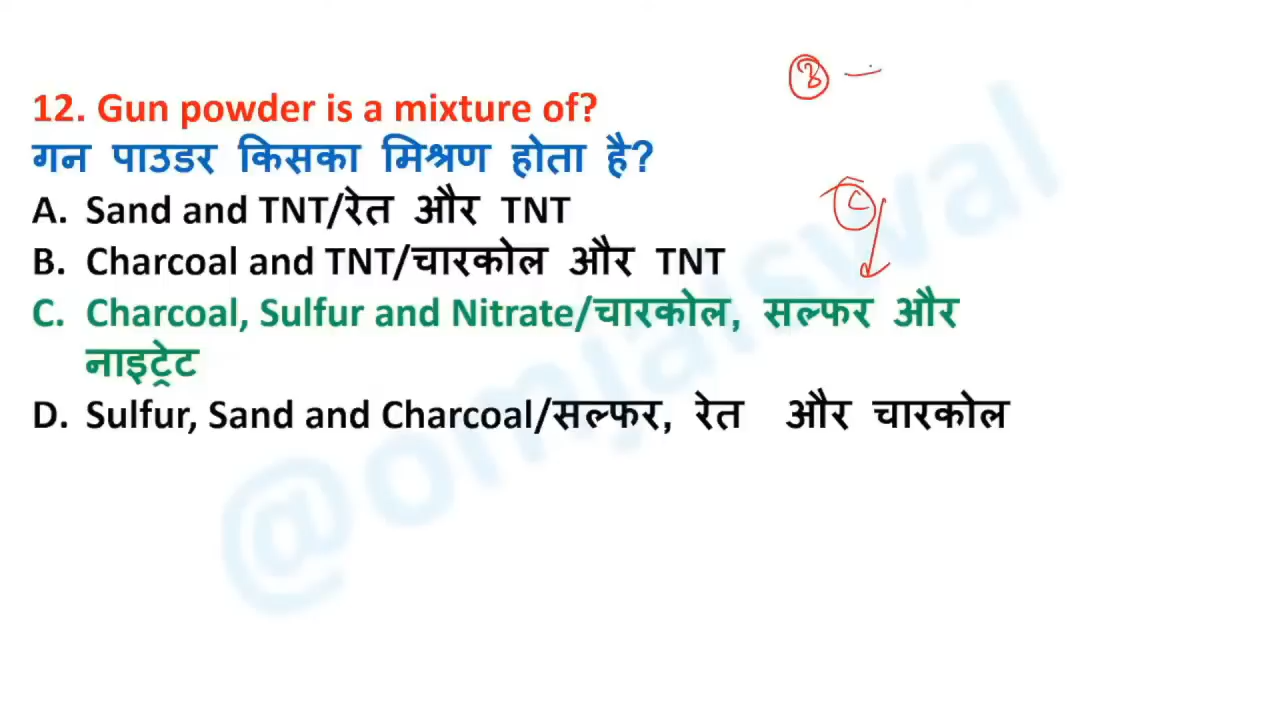 12. Gun powder is a mixture of?
गन पाउडर किसका मिश्रण होता है?
A. Sand and TNT/रेत और TNT
B. Charcoal and TNT/चारकोल और TNT
C. Charcoal, Sulfur and Nitrate/चारकोल, सल्फर और
नाइट्रेट
D. Sulfur, Sand and Charcoal/सल्फर, रेत और चारकोल
C
@omjaiswal